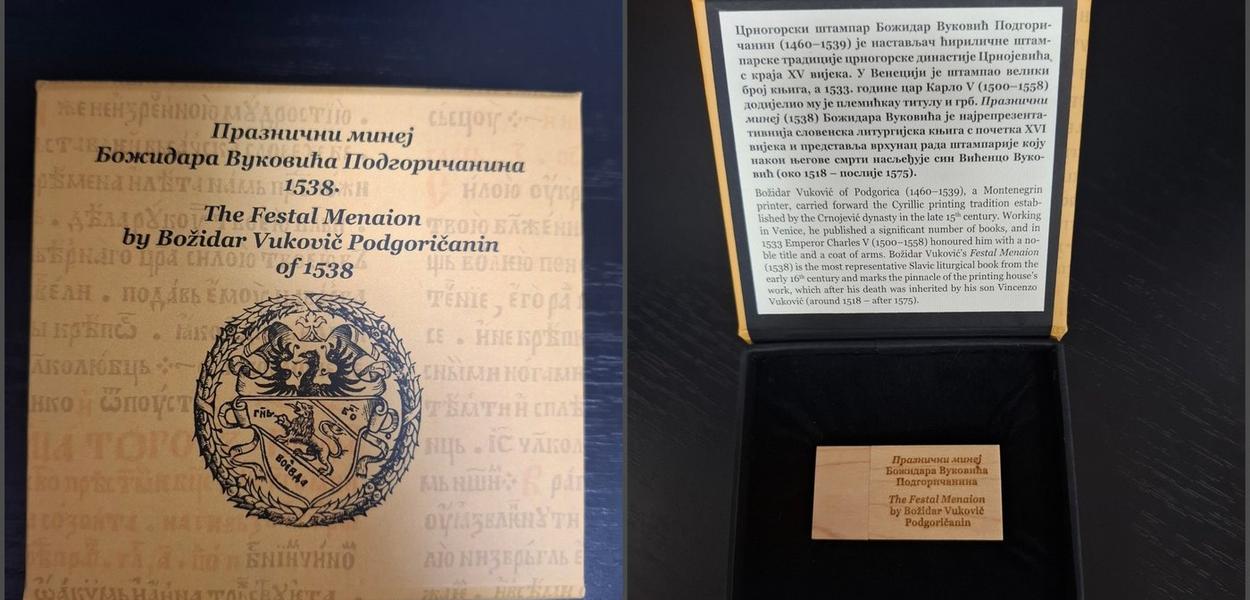 Празнични минеј
Божидара Вуковића Подгоричанина
1538.
The Festal Menaion
by Božidar Vukovič Podgoričanin
of 1538
ГНЬ
БО
ВОЕВДА
Црногорски штампар Божидар Вуковић Подгори-
чанин (1460–1539) је настављач ћириличне штам-
парске традиције црногорске династије Црнојевића,
с краја XV вијека. У Венецији је штампао велики
број књига, а 1533. године цар Карло V (1500–1558)
додијелио му је племићку титулу и грб. Празнични
минеј (1538) Божидара Вуковића је најрепрезента-
тивнија словенска литургијска књига с почетка XVI
вијека и представља врхунац рада штампарије коју
након његове смрти насљеђује син Вићенцо Вуко-
вић (око 1518 – послије 1575).
Božidar Vukovič of Podgorica (1460–1539), a Montenegrin
printer, carried forward the Cyrillic printing tradition estab-
lished by the Crnojević dynasty in the late 15th century. Working
in Venice, he published a significant number of books, and in
1533 Emperor Charles V (1500–1558) honoured him with a no-
ble title and a coat of arms. Božidar Vuković's Festal Menaion
(1538) is the most representative Slavic liturgical book from the
early 16th century and marks the pinnacle of the printing house's
work, which after his death was inherited by his son Vincenzo
Vuković (around 1518 – after 1575).
Празнични минеј
Божидара Вуковића
Подгоричанина
The Festal Menaion
by Božidar Vukovič
Podgoričanin